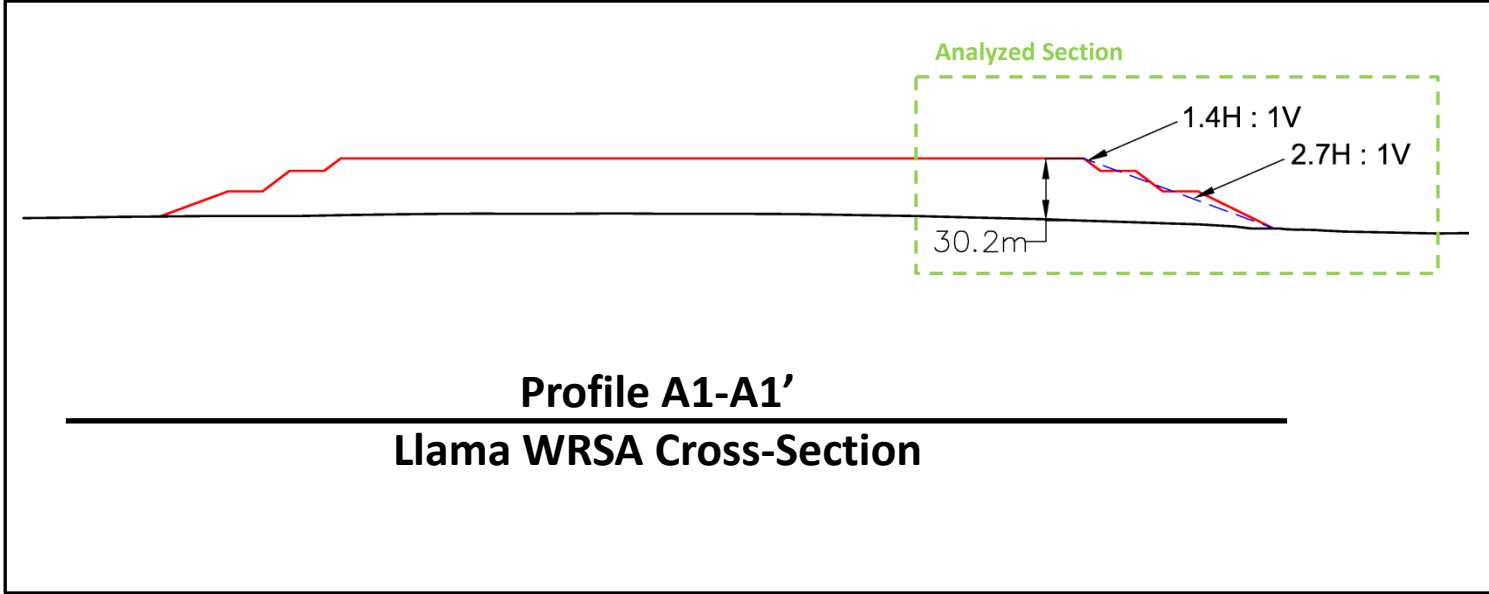 Analyzed Section
1.4H : 1V
2.7H : 1V
30.2m
Profile A1-A1’
Llama WRSA Cross-Section